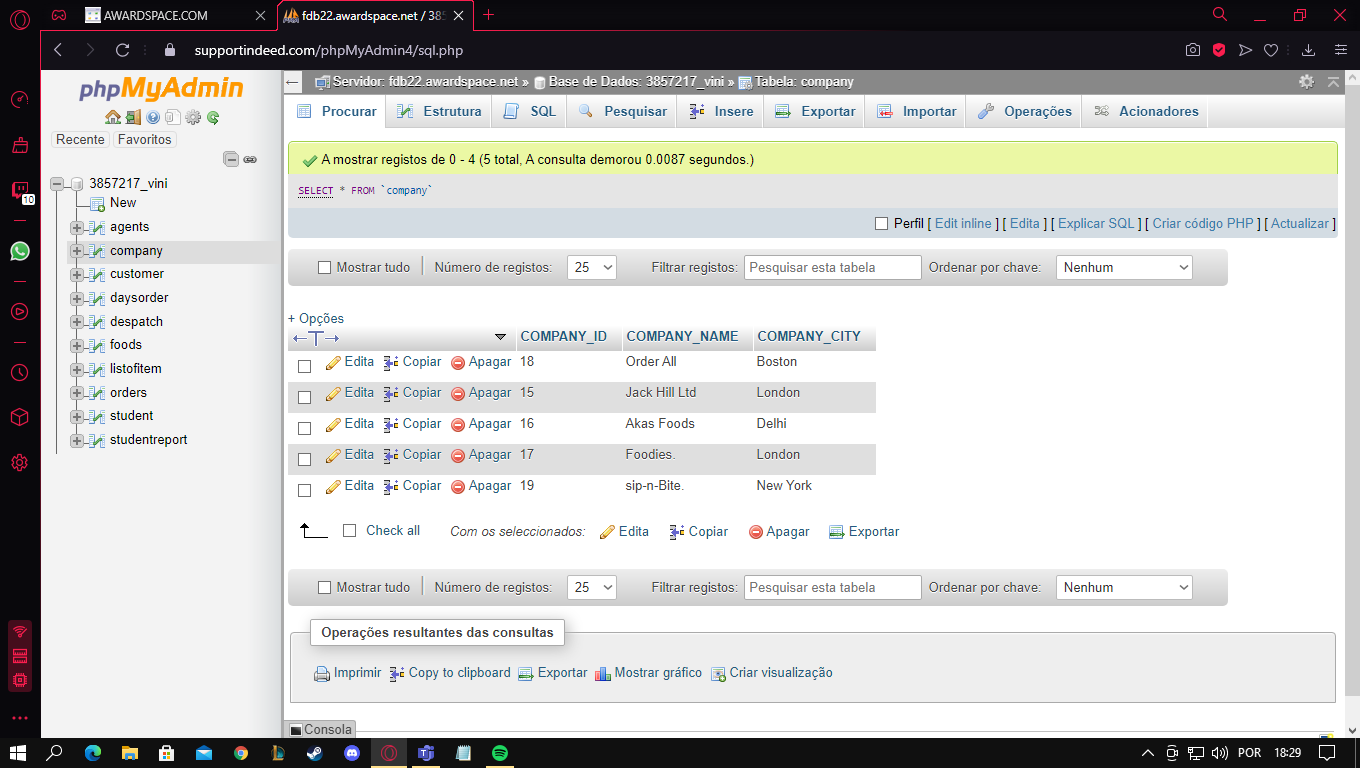 AWARDSPACE.COM
fdb22.awardspace.net / 385
supportindeed.com/phpMyAdmin4/sql.php
phpMyAdmin
Recente Favoritos
3857217_vini
New
agents
company
customer
daysorder
despatch
foods
listofitem
orders
student
studentreport
10
Servidor: fdb22.awardspace.net » Base de Dados: 3857217_vini » Tabela: company
Procurar Estrutura SQL Pesquisar Insere Exportar Importar Operações Acionadores
A mostrar registos de 0 - 4 (5 total, A consulta demorou 0.0087 segundos.)
SELECT * FROM `company`
Perfil [ Edit inline ] [ Edita ] [ Explicar SQL ] [ Criar código PHP ] [ Actualizar ]
Mostrar tudo Número de registos: 25 Filtrar registos: Pesquisar esta tabela Ordenar por chave: Nenhum
+ Opções
←T→ COMPANY_ID COMPANY_NAME COMPANY_CITY
Edita Copiar Apagar 18 Order All Boston
Edita Copiar Apagar 15 Jack Hill Ltd London
Edita Copiar Apagar 16 Akas Foods Delhi
Edita Copiar Apagar 17 Foodies. London
Edita Copiar Apagar 19 sip-n-Bite. New York
Check all Com os seleccionados: Edita Copiar Apagar Exportar
Mostrar tudo Número de registos: 25 Filtrar registos: Pesquisar esta tabela Ordenar por chave: Nenhum
Operações resultantes das consultas
Imprimir Copy to clipboard Exportar Mostrar gráfico Criar visualização
Consola
POR 18:29